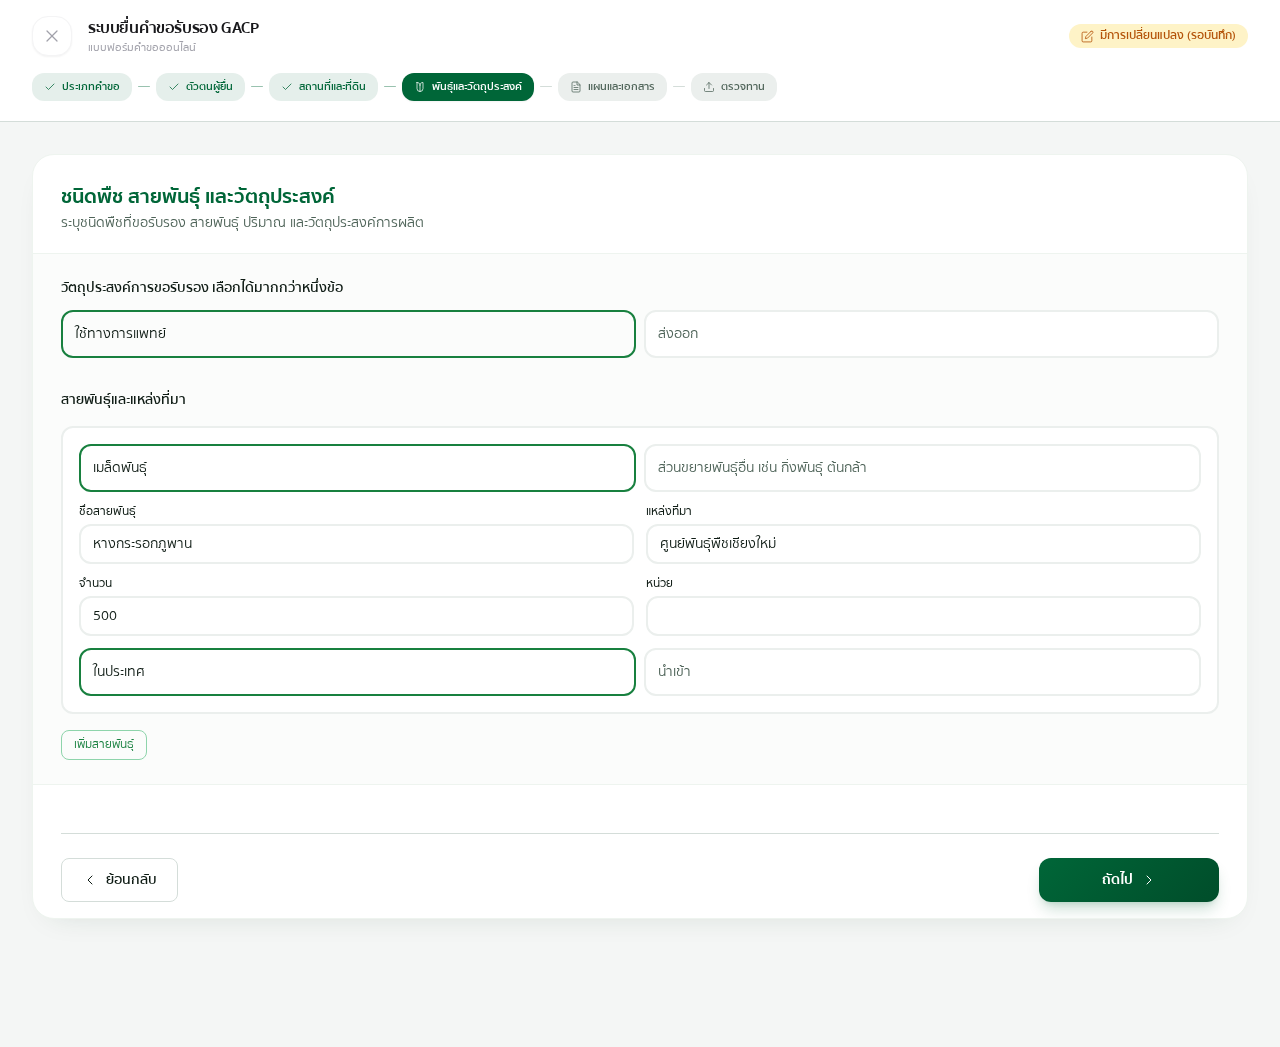 ระบบยื่นคำขอรับรอง GACP
แบบฟอร์มคำขอออนไลน์
มีการเปลี่ยนแปลง (รอบันทึก)
ประเภทคำขอ
ตัวตนผู้ยื่น
สถานที่และที่ดิน
พันธุ์และวัตถุประสงค์
แผนและเอกสาร
ตรวจทาน
ชนิดพืช สายพันธุ์ และวัตถุประสงค์
ระบุชนิดพืชที่ขอรับรอง สายพันธุ์ ปริมาณ และวัตถุประสงค์การผลิต
วัตถุประสงค์การขอรับรอง เลือกได้มากกว่าหนึ่งข้อ
ใช้ทางการแพทย์
ส่งออก
สายพันธุ์และแหล่งที่มา
เมล็ดพันธุ์
ส่วนขยายพันธุ์อื่น เช่น กิ่งพันธุ์ ต้นกล้า
ชื่อสายพันธุ์
แหล่งที่มา
หางกระรอกภูพาน
ศูนย์พันธุ์พืชเชียงใหม่
จำนวน
หน่วย
500
ในประเทศ
นำเข้า
เพิ่มสายพันธุ์
ย้อนกลับ
ถัดไป